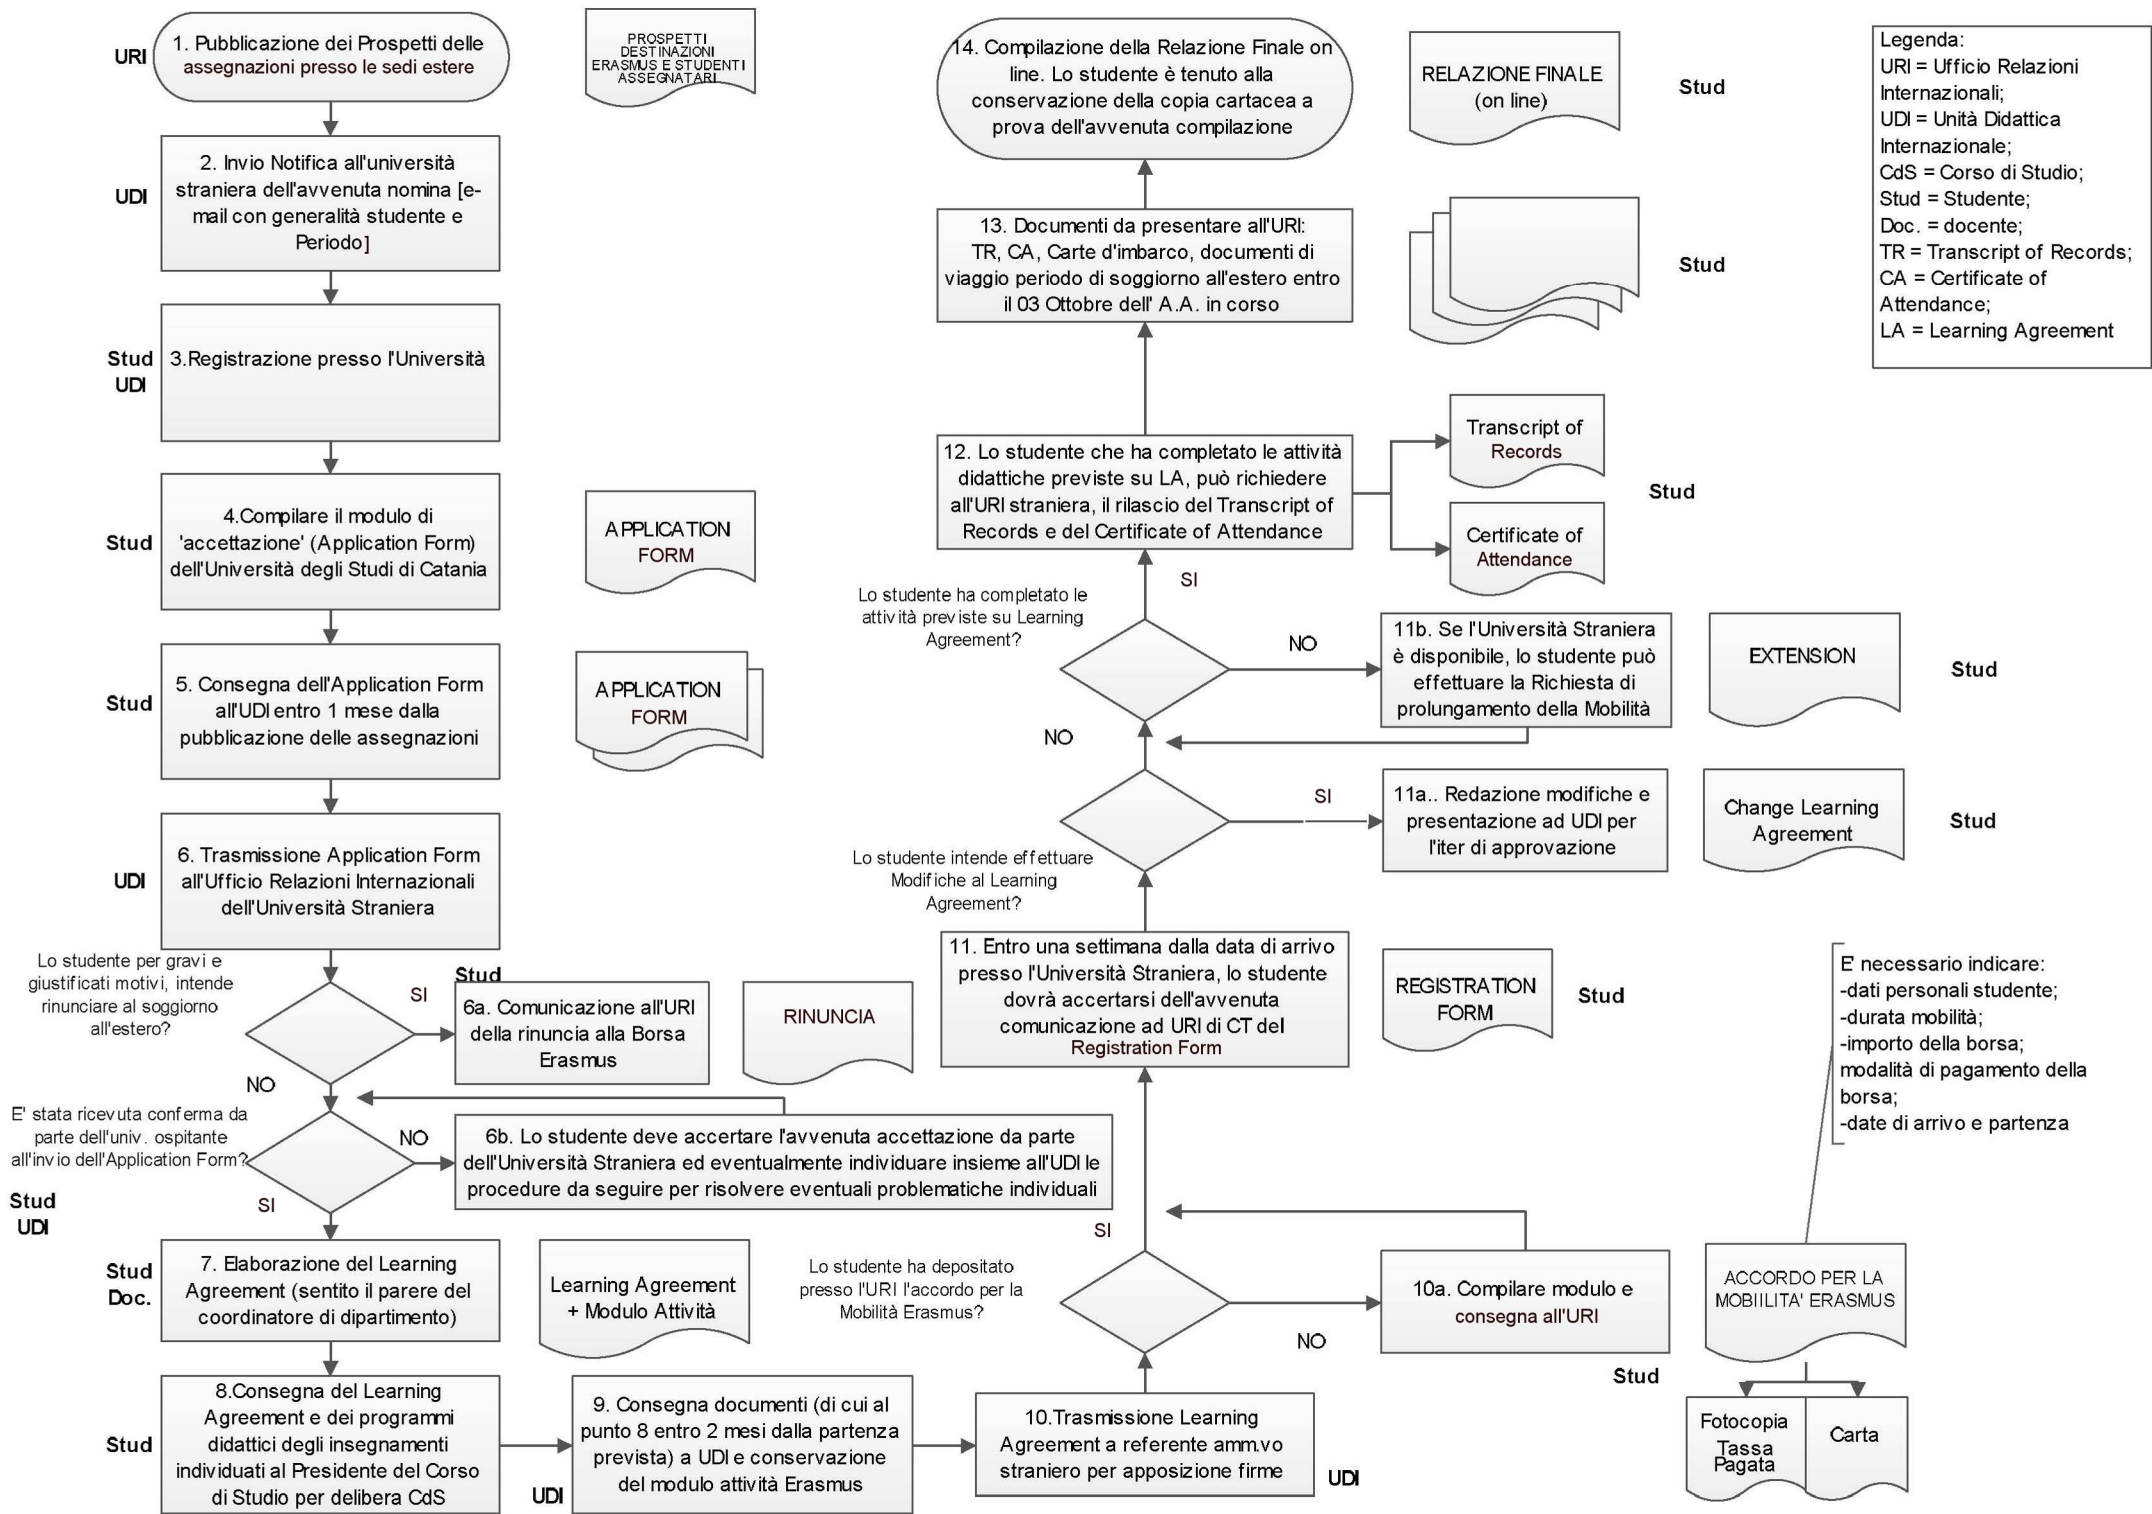 URI
1. Pubblicazione dei Prospetti delle
assegnazioni presso le sedi estere
PROSPETTI
DESTINAZIONI
ERASMUS E STUDENTI
ASSEGNATARI
UDI
2. Invio Notifica all'università
straniera dell'avvenuta nomina [e-
mail con generalità studente e
Periodo]
Stud
UDI
3.Registrazione presso l'Università
Stud
4.Compilare il modulo di
'accettazione' (Application Form)
dell'Università degli Studi di Catania
APPLICATION
FORM
Stud
5. Consegna dell'Application Form
all'UDI entro 1 mese dalla
pubblicazione delle assegnazioni
APPLICATION
FORM
UDI
6. Trasmissione Application Form
all'Ufficio Relazioni Internazionali
dell'Università Straniera
Lo studente per gravi e
giustificati motivi, intende
rinunciare al soggiorno
all'estero?
SI
Stud
6a. Comunicazione all'URI
della rinuncia alla Borsa
Erasmus
RINUNCIA
NO
E' stata ricevuta conferma da
parte dell'univ. ospitante
all'invio dell'Application Form?
NO
6b. Lo studente deve accertare l'avvenuta accettazione da parte
dell'Università Straniera ed eventualmente individuare insieme all'UDI le
procedure da seguire per risolvere eventuali problematiche individuali
Stud
UDI
SI
Stud
Doc.
7. Elaborazione del Learning
Agreement (sentito il parere del
coordinatore di dipartimento)
Learning Agreement
+ Modulo Attività
Stud
8.Consegna del Learning
Agreement e dei programmi
didattici degli insegnamenti
individuati al Presidente del Corso
di Studio per delibera CdS
UDI
9. Consegna documenti (di cui al
punto 8 entro 2 mesi dalla partenza
prevista) a UDI e conservazione
del modulo attività Erasmus
10.Trasmissione Learning
Agreement a referente amm.vo
straniero per apposizione firme
UDI
Lo studente ha depositato
presso l'URI l'accordo per la
Mobilità Erasmus?
SI
NO
10a. Compilare modulo e
consegna all'URI
Stud
ACCORDO PER LA
MOBIILITA' ERASMUS
Fotocopia
Tassa
Pagata
Carta
E' necessario indicare:
-dati personali studente;
-durata mobilità;
-importo della borsa;
modalità di pagamento della
borsa;
-date di arrivo e partenza
11. Entro una settimana dalla data di arrivo
presso l'Università Straniera, lo studente
dovrà accertarsi dell'avvenuta
comunicazione ad URI di CT del
Registration Form
REGISTRATION
FORM
Stud
Lo studente intende effettuare
Modifiche al Learning
Agreement?
SI
11a.. Redazione modifiche e
presentazione ad UDI per
l'iter di approvazione
Change Learning
Agreement
Stud
NO
Lo studente ha completato le
attività previste su Learning
Agreement?
NO
11b. Se l'Università Straniera
è disponibile, lo studente può
effettuare la Richiesta di
prolungamento della Mobilità
EXTENSION
Stud
SI
12. Lo studente che ha completato le attività
didattiche previste su LA, può richiedere
all'URI straniera, il rilascio del Transcript of
Records e del Certificate of Attendance
Transcript of
Records
Certificate of
Attendance
Stud
13. Documenti da presentare all'URI:
TR, CA, Carte d'imbarco, documenti di
viaggio periodo di soggiorno all'estero entro
il 03 Ottobre dell' A.A. in corso
Stud
14. Compilazione della Relazione Finale on
line. Lo studente è tenuto alla
conservazione della copia cartacea a
prova dell'avvenuta compilazione
RELAZIONE FINALE
(on line)
Stud
Legenda:
URI = Ufficio Relazioni
Internazionali;
UDI = Unità Didattica
Internazionale;
CdS = Corso di Studio;
Stud = Studente;
Doc. = docente;
TR = Transcript of Records;
CA = Certificate of
Attendance;
LA = Learning Agreement